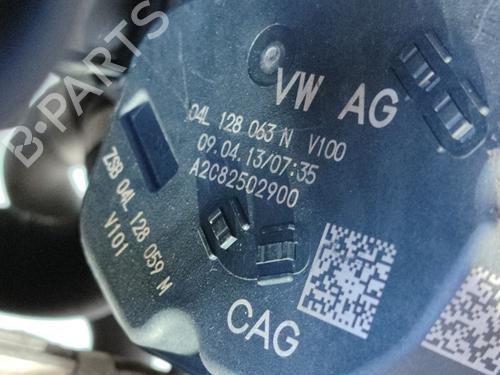 VW AG
04L 128 063 N V100
09.04.13/07:35
A2C82502900
ZSB 04L 128 059 M
V101
CAG
B-PARTS